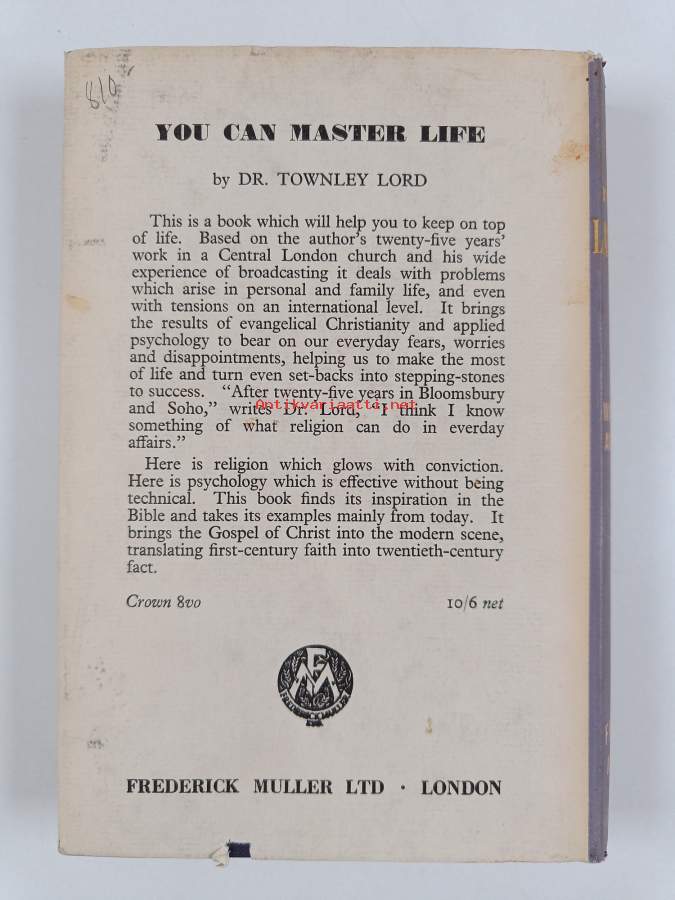 810
YOU CAN MASTER LIFE
by DR. TOWNLEY LORD
This is a book which will help you to keep on top
of life. Based on the author's twenty-five years'
work in a Central London church and his wide
experience of broadcasting it deals with problems
which arise in personal and family life, and even
with tensions on an international level. It brings
the results of evangelical Christianity and applied
psychology to bear on our everyday fears, worries
and disappointments, helping us to make the most
of life and turn even set-backs into stepping-stones
to success. “After twenty-five years in Bloomsbury
Antikvariaatti.net
and Soho,” writes Dr. Lord, “I think I know
something of what religion can do in everday
affairs.”
Here is religion which glows with conviction.
Here is psychology which is effective without being
technical. This book finds its inspiration in the
Bible and takes its examples mainly from today. It
brings the Gospel of Christ into the modern scene,
translating first-century faith into twentieth-century
fact.
Crown 8vo 10/6 net
FM
FREDERICK MULLER
FREDERICK MULLER LTD · LONDON